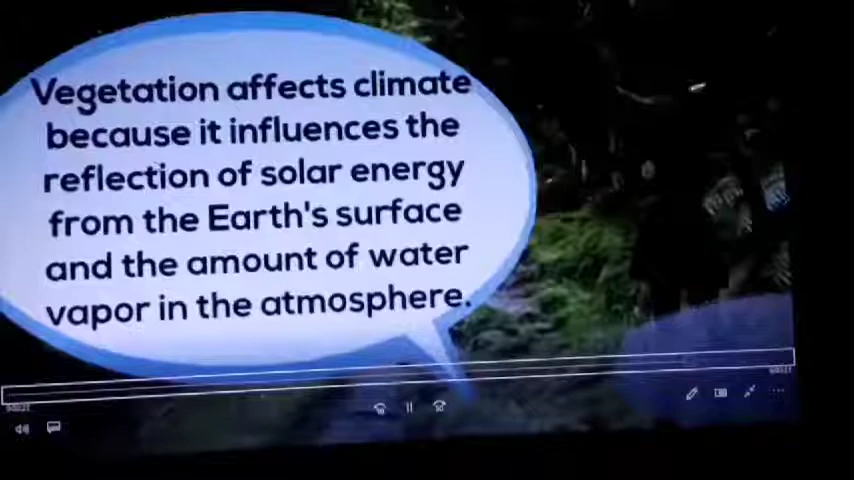 Vegetation affects climate
because it influences the
reflection of solar energy
from the Earth's surface
and the amount of water
vapor in the atmosphere.